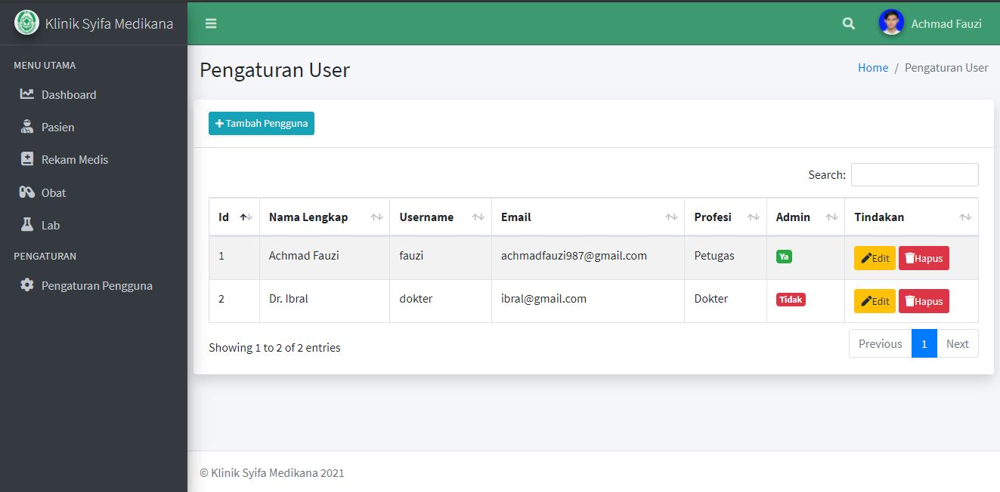 Klinik Syifa Medikana
Achmad Fauzi
MENU UTAMA
Dashboard
Pasien
Rekam Medis
Obat
Lab
PENGATURAN
Pengaturan Pengguna
Pengaturan User
Home / Pengaturan User
Tambah Pengguna
Search:
Id Nama Lengkap Username Email Profesi Admin Tindakan
1 Achmad Fauzi fauzi achmadfauzi987@gmail.com Petugas Ya Edit Hapus
2 Dr. Ibral dokter ibral@gmail.com Dokter Tidak Edit Hapus
Showing 1 to 2 of 2 entries
Previous 1 Next
© Klinik Syifa Medikana 2021